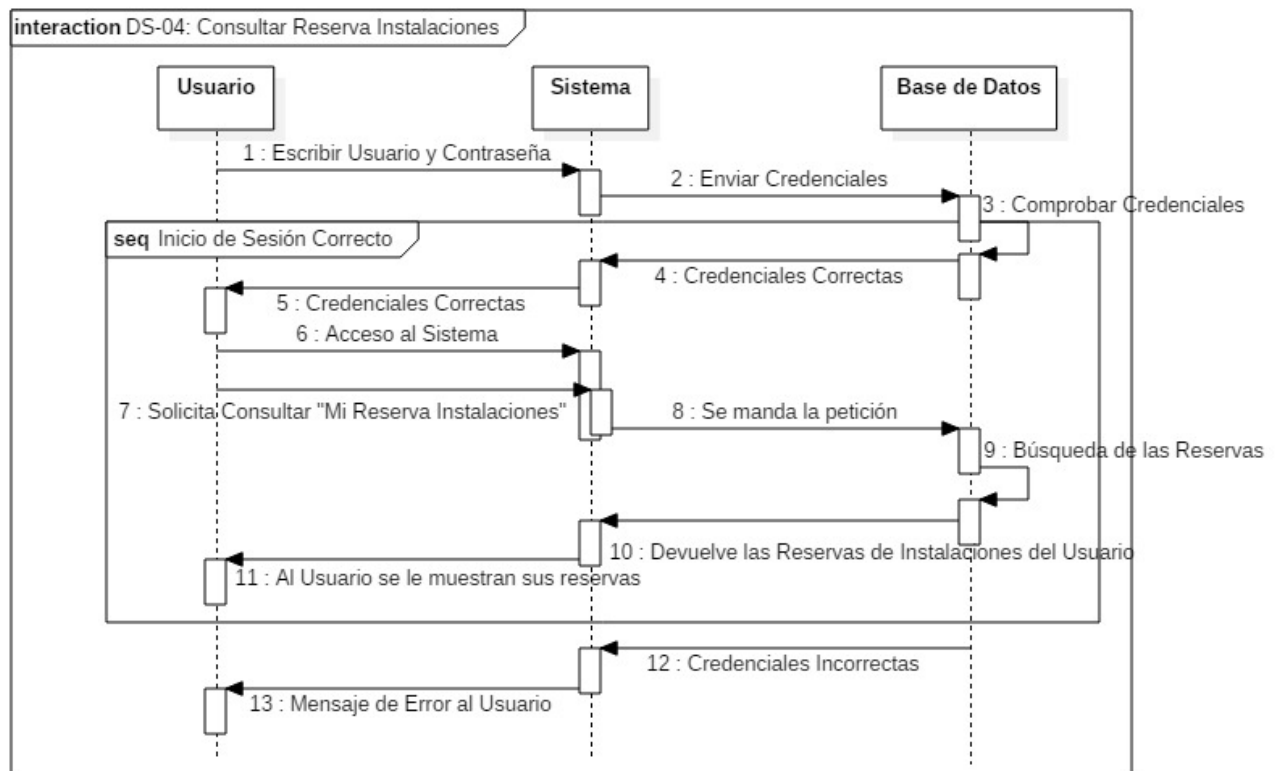 interaction DS-04: Consultar Reserva Instalaciones
Usuario
Sistema
Base de Datos
1 : Escribir Usuario y Contraseña
2 : Enviar Credenciales
3 : Comprobar Credenciales
seq Inicio de Sesión Correcto
4 : Credenciales Correctas
5 : Credenciales Correctas
6 : Acceso al Sistema
7 : Solicita Consultar "Mi Reserva Instalaciones"
8 : Se manda la petición
9 : Búsqueda de las Reservas
10 : Devuelve las Reservas de Instalaciones del Usuario
11 : Al Usuario se le muestran sus reservas
12 : Credenciales Incorrectas
13 : Mensaje de Error al Usuario